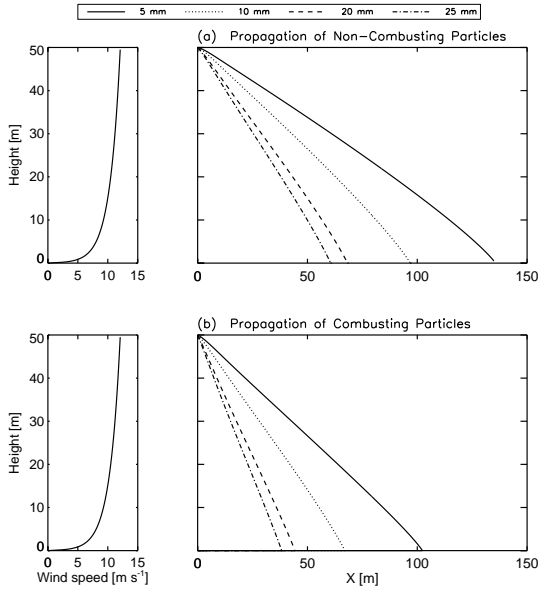 5 mm 10 mm 20 mm 25 mm
(a) Propagation of Non-Combusting Particles
Height [m]
50
40
30
20
10
0
0 5 10 15
0 50 100 150
(b) Propagation of Combusting Particles
Height [m]
50
40
30
20
10
0
0 5 10 15
Wind speed [m s-1]
0 50 100 150
X [m]